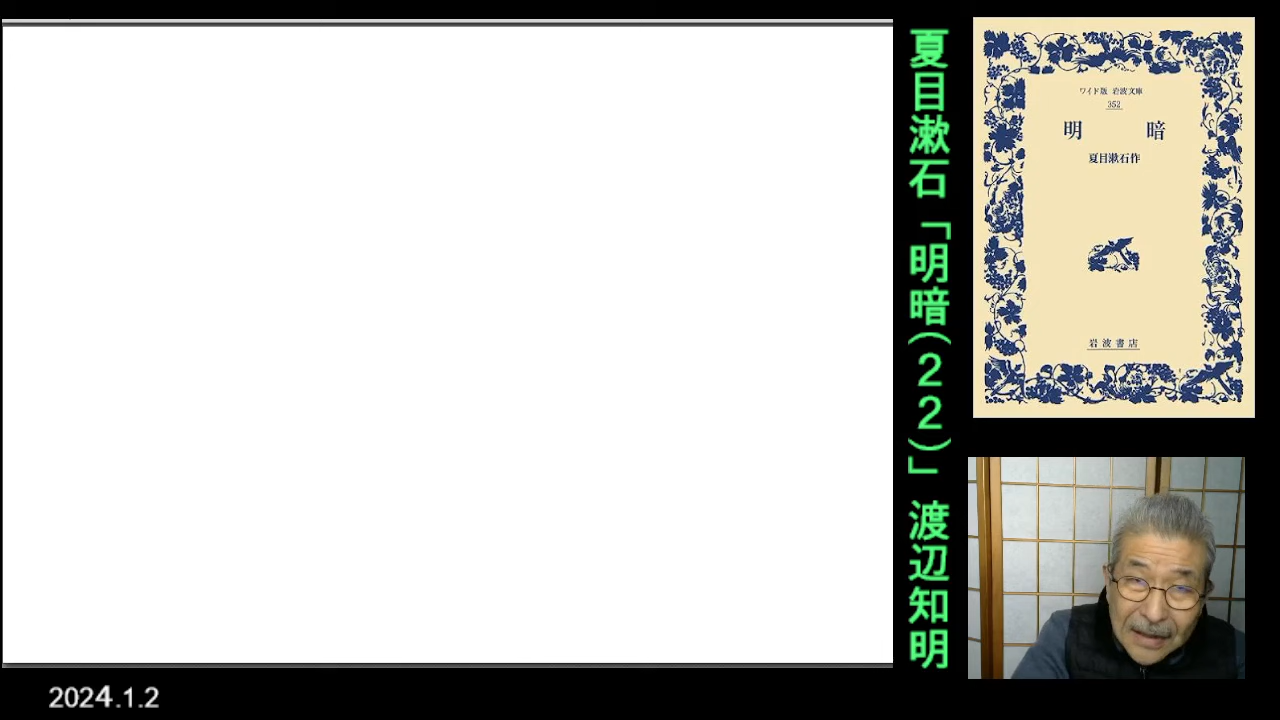 夏目漱石「明暗(22)」渡辺知明
ワイド版 岩波文庫
352
明 暗
夏目漱石作
岩波書店
2024.1.2